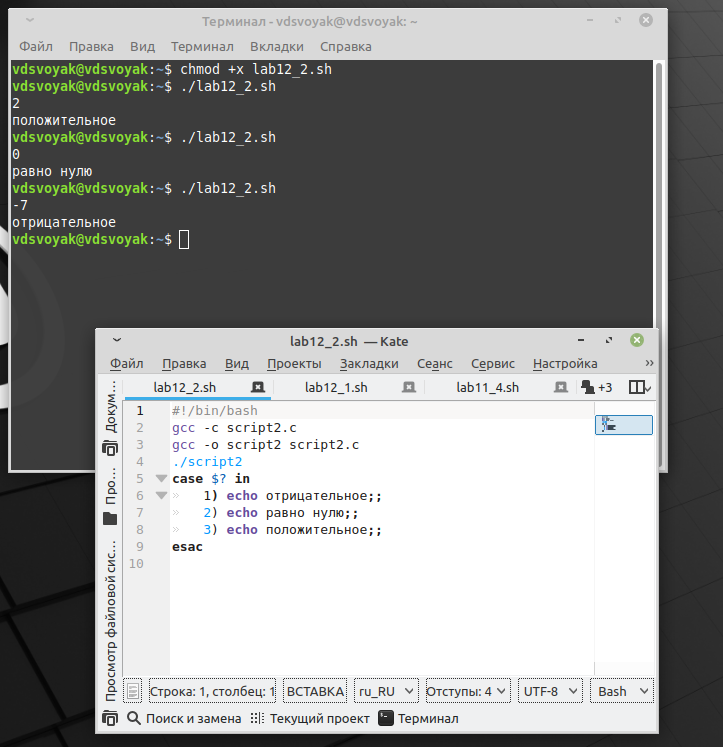 Терминал - vdsvoyak@vdsvoyak: ~
Файл Правка Вид Терминал Вкладки Справка
vdsvoyak@vdsvoyak:~$ chmod +x lab12_2.sh
vdsvoyak@vdsvoyak:~$ ./lab12_2.sh
2
положительное
vdsvoyak@vdsvoyak:~$ ./lab12_2.sh
0
равно нулю
vdsvoyak@vdsvoyak:~$ ./lab12_2.sh
-7
отрицательное
vdsvoyak@vdsvoyak:~$
lab12_2.sh — Kate
Файл Правка Вид Проекты Закладки Сеанс Сервис Настройка »
lab12_2.sh lab12_1.sh lab11_4.sh +3
Докум...
Про...
Просмотр файловой сис...
1 #!/bin/bash
2 gcc -c script2.c
3 gcc -o script2 script2.c
4 ./script2
5 case $? in
6 » 1) echo отрицательное;;
7 » 2) echo равно нулю;;
8 » 3) echo положительное;;
9 esac
10
Строка: 1, столбец: 1 ВСТАВКА ru_RU Отступы: 4 UTF-8 Bash
Поиск и замена Текущий проект Терминал